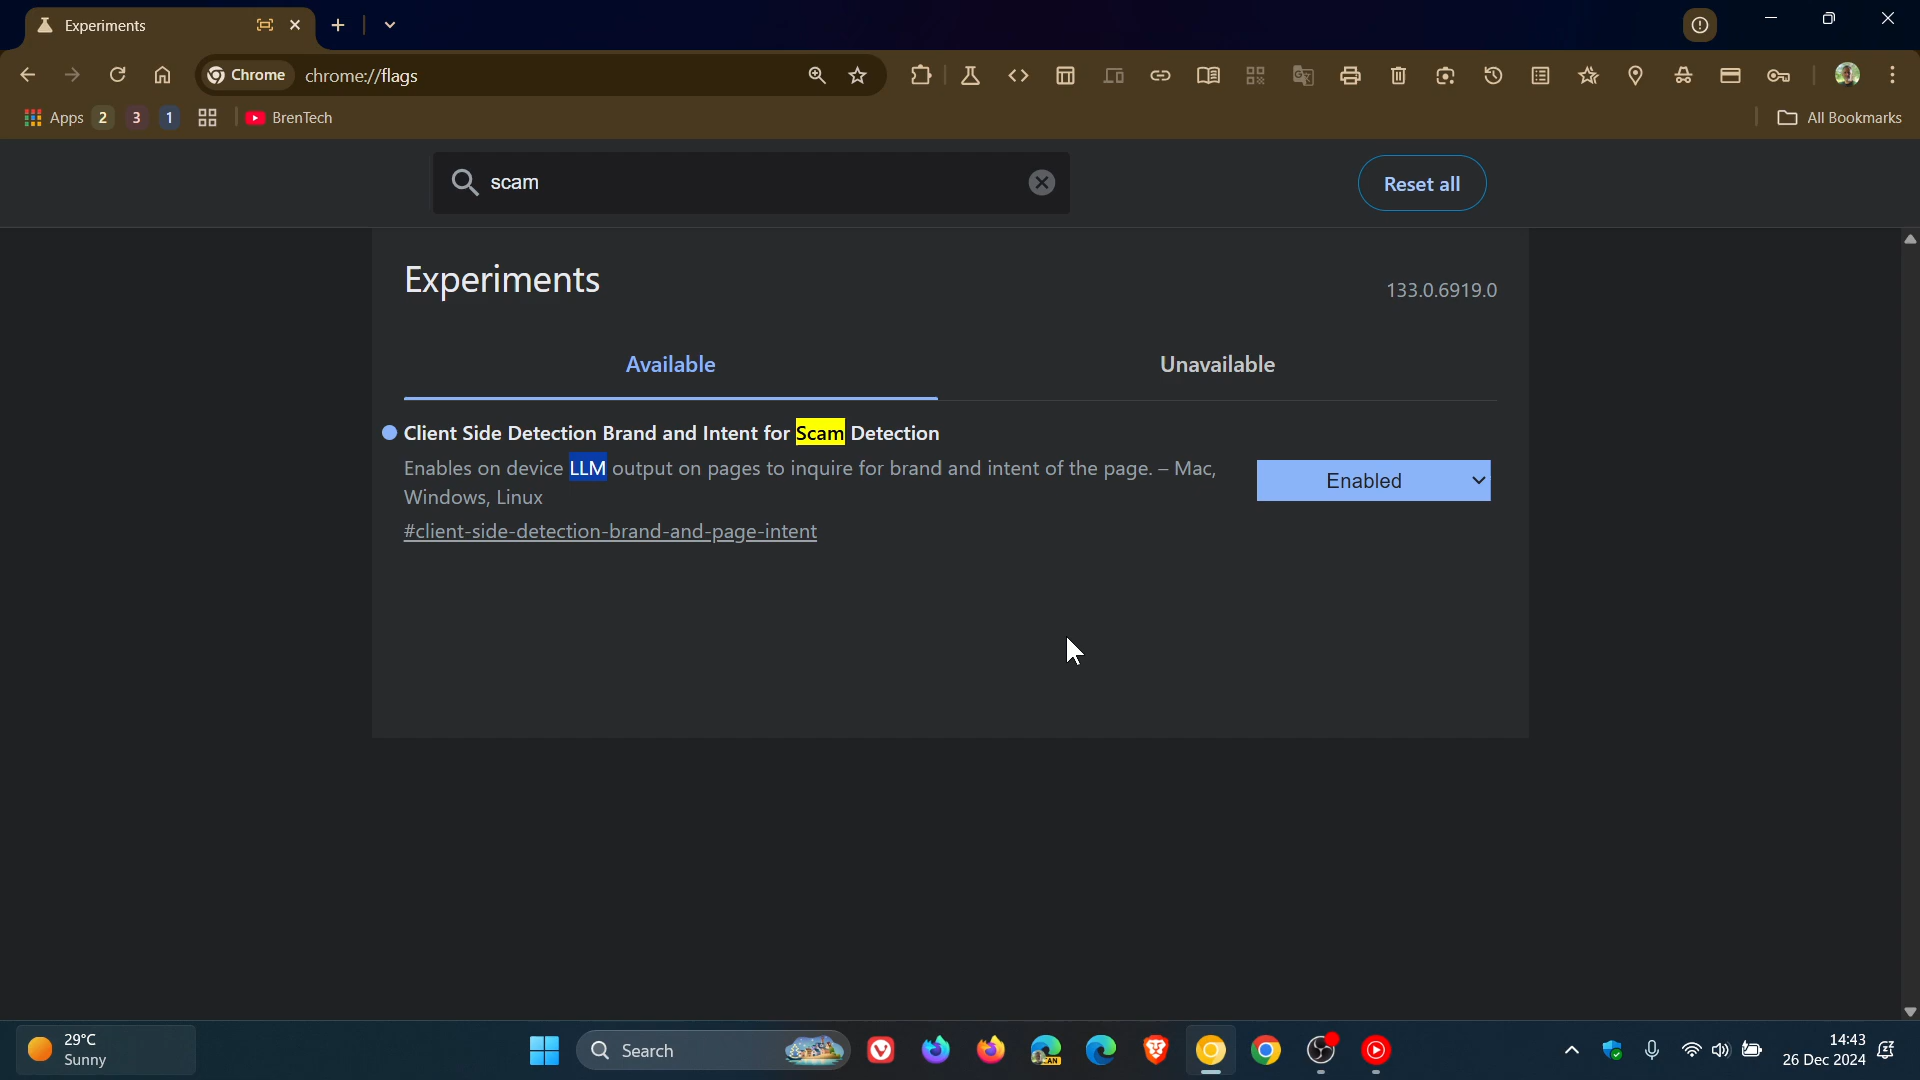 Experiments
Chrome
chrome://flags
Apps
2
3
1
BrenTech
All Bookmarks
scam
Reset all
Experiments
133.0.6919.0
Available
Unavailable
Client Side Detection Brand and Intent for Scam Detection
Enables on device LLM output on pages to inquire for brand and intent of the page. – Mac,
Windows, Linux
#client-side-detection-brand-and-page-intent
Enabled
29°C
Sunny
Search
CAN
14:43
26 Dec 2024